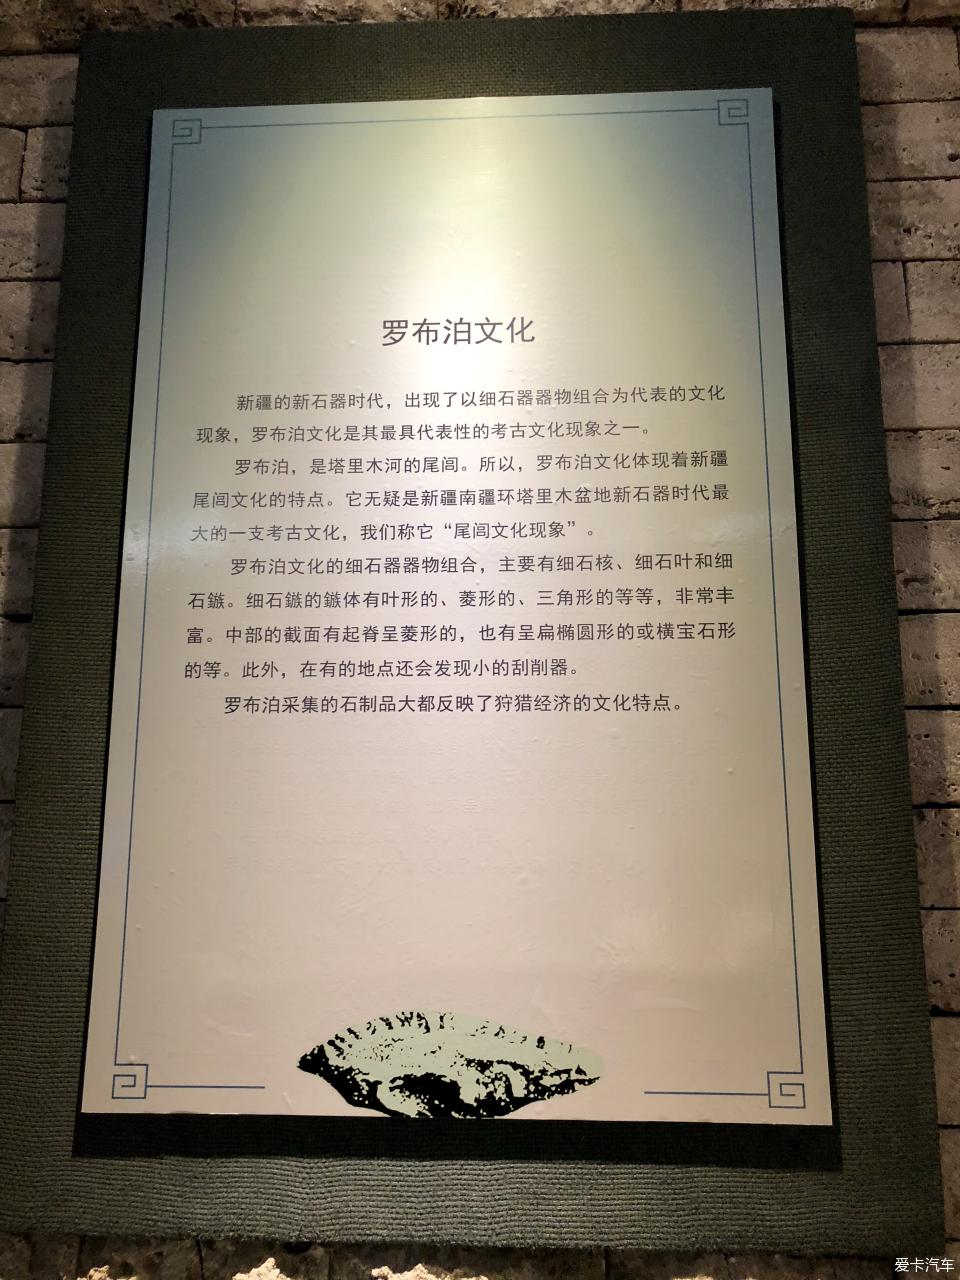 罗布泊文化
新疆的新石器时代，出现了以细石器器物组合为代表的文化
现象，罗布泊文化是其最具代表性的考古文化现象之一。
罗布泊，是塔里木河的尾闾。所以，罗布泊文化体现着新疆
尾闾文化的特点。它无疑是新疆南疆环塔里木盆地新石器时代最
大的一支考古文化，我们称它“尾闾文化现象”。
罗布泊文化的细石器器物组合，主要有细石核、细石叶和细
石鏃。细石鏃的鏃体有叶形的、菱形的、三角形的等等，非常丰
富。中部的截面有起脊呈菱形的，也有呈扁椭圆形的或横宝石形
的等。此外，在有的地点还会发现小的刮削器。
罗布泊采集的石制品大都反映了狩猎经济的文化特点。
爱卡汽车